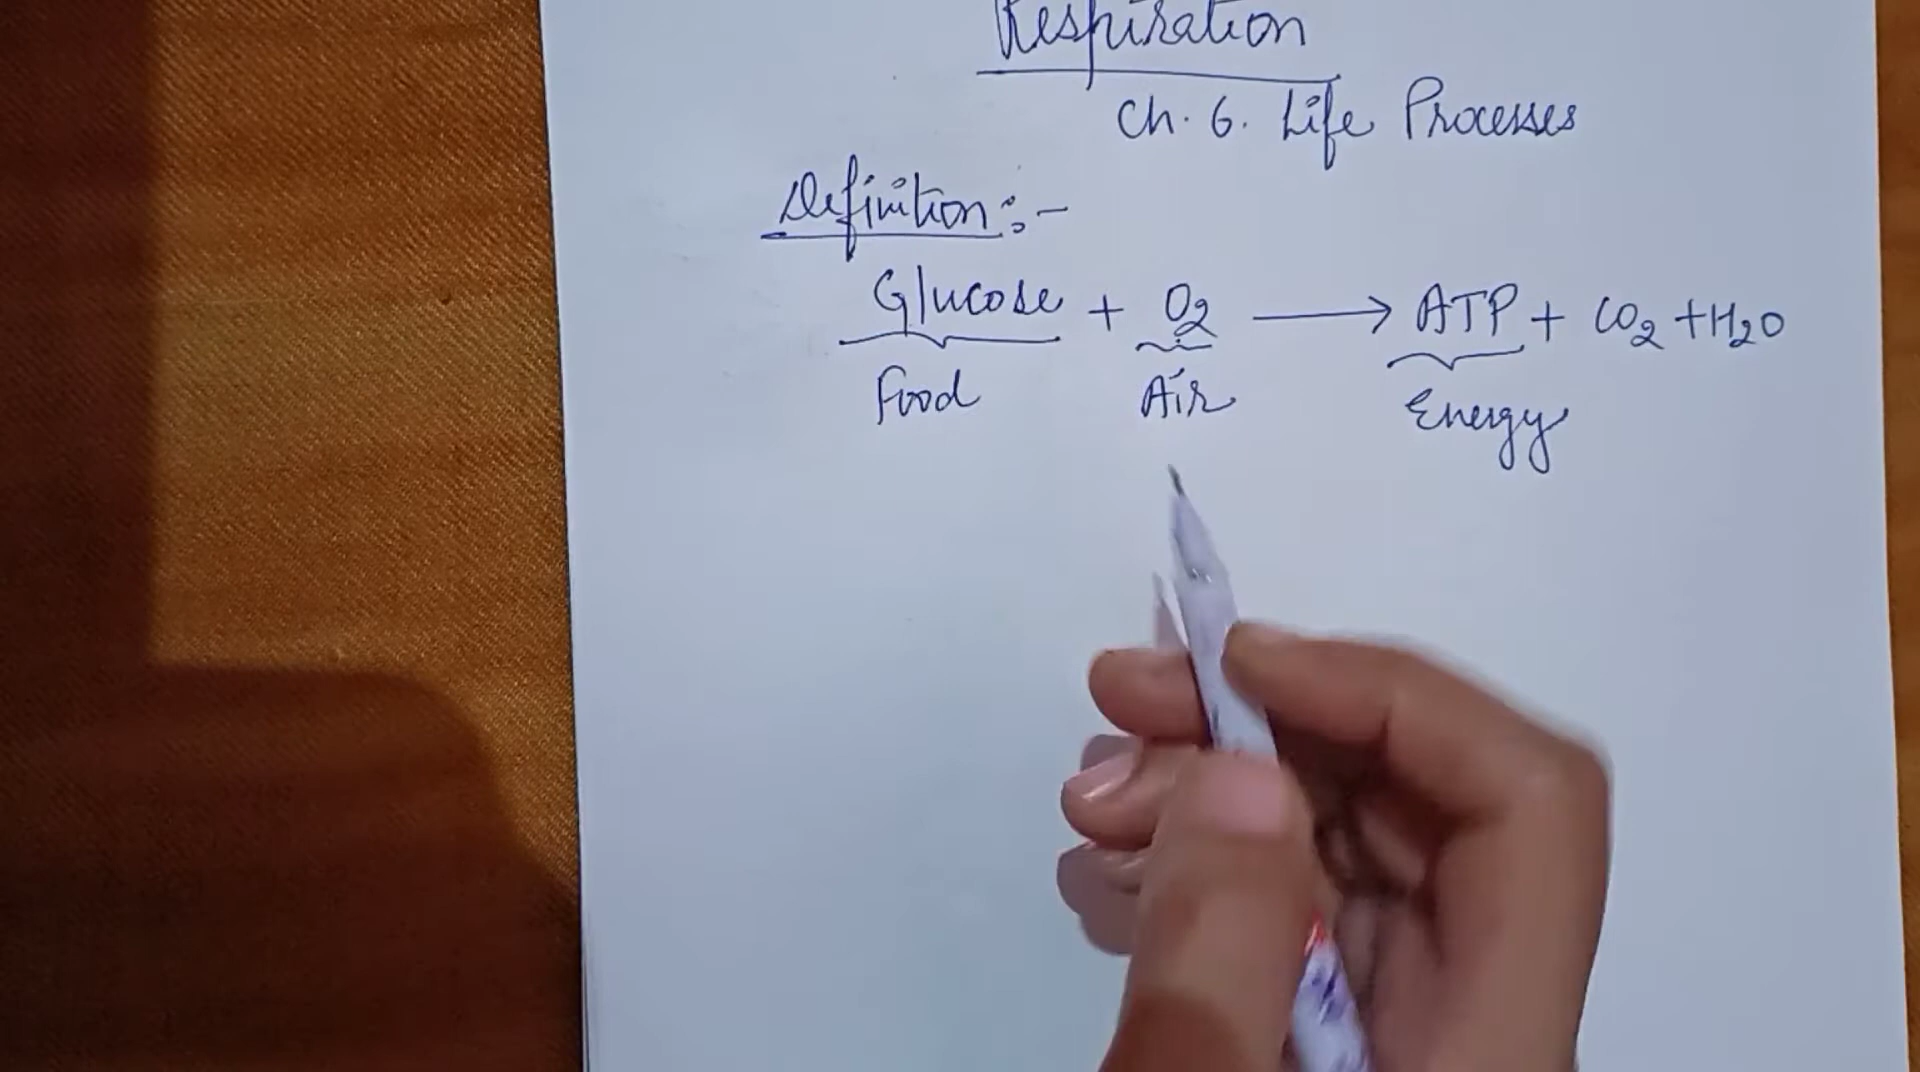 Respiration
Ch. 6. Life Processes
Definition :-
Glucose + O2 → ATP + CO2 + H2O
Food Air Energy